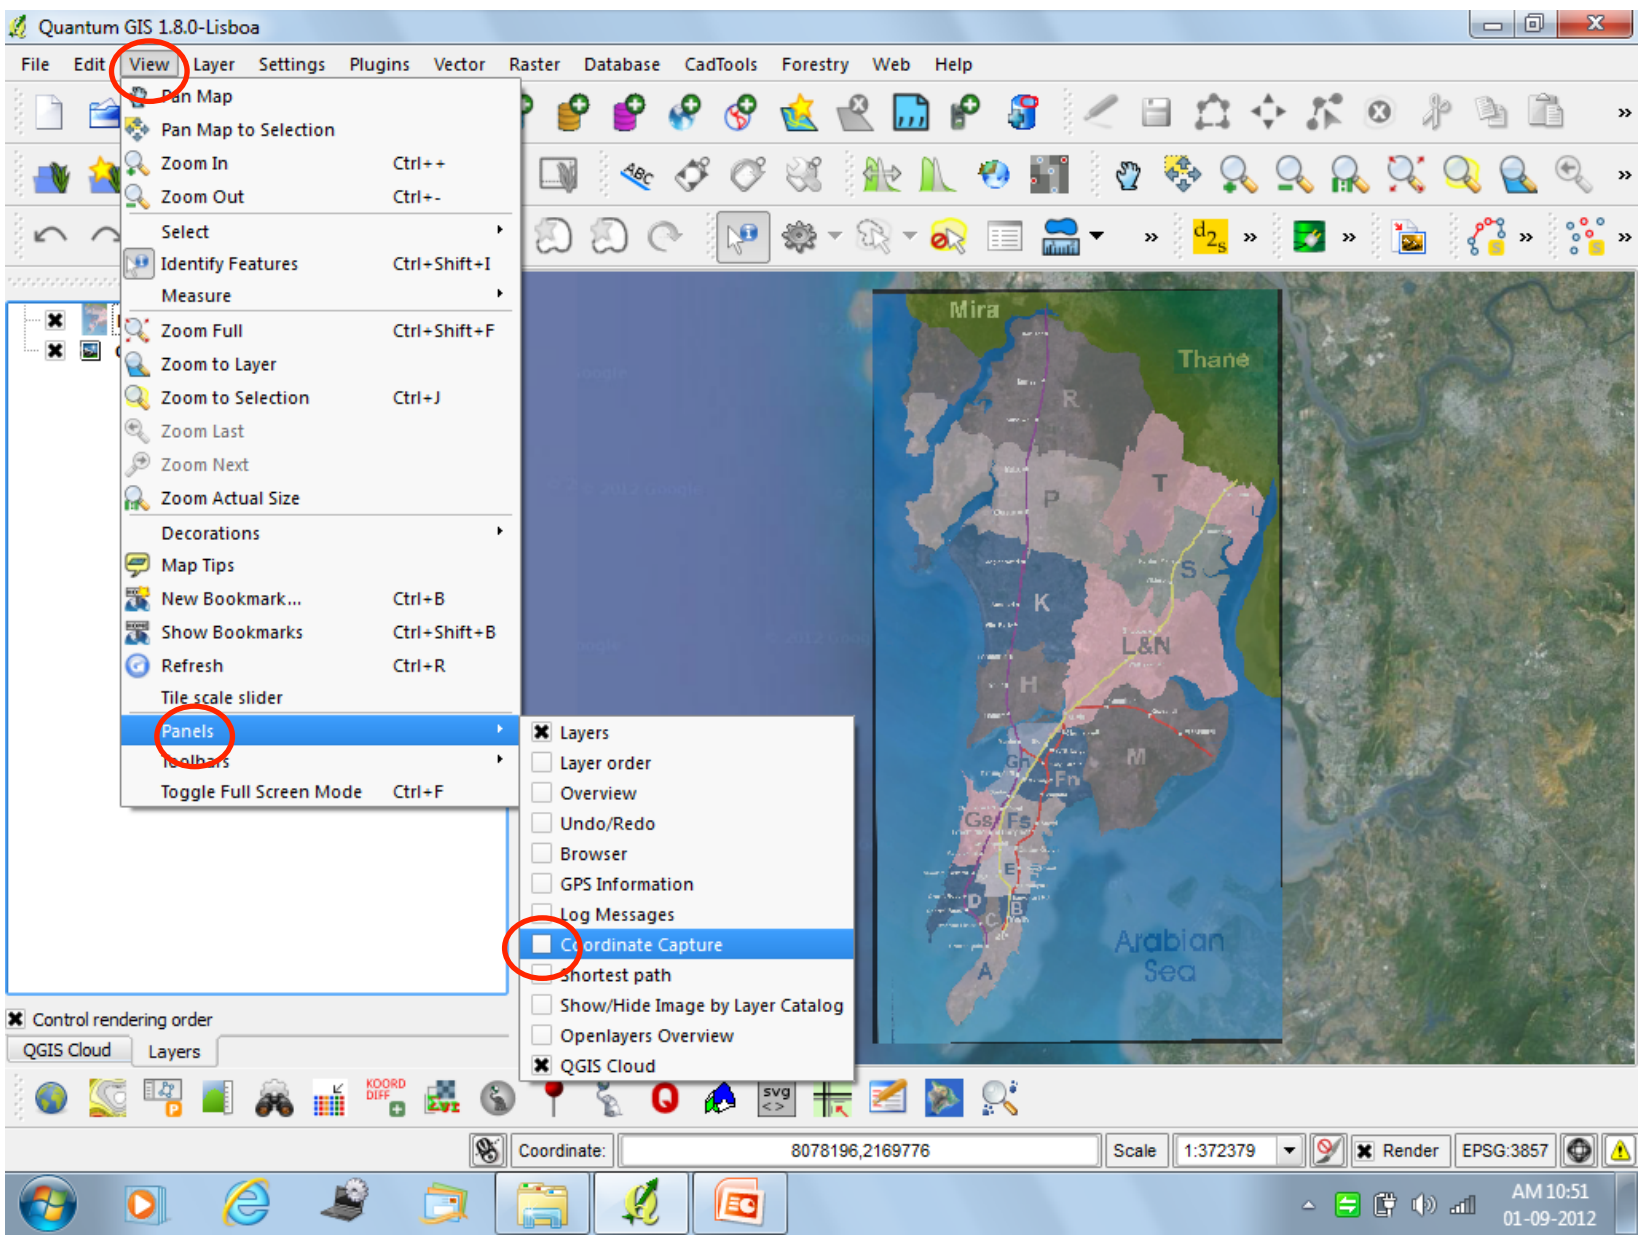 Quantum GIS 1.8.0-Lisboa
File Edit View Layer Settings Plugins Vector Raster Database CadTools Forestry Web Help
Pan Map
Pan Map to Selection
Zoom In Ctrl++
Zoom Out Ctrl+-
Select
Identify Features Ctrl+Shift+I
Measure
Zoom Full Ctrl+Shift+F
Zoom to Layer
Zoom to Selection Ctrl+J
Zoom Last
Zoom Next
Zoom Actual Size
Decorations
Map Tips
New Bookmark... Ctrl+B
Show Bookmarks Ctrl+Shift+B
Refresh Ctrl+R
Tile scale slider
Panels
Toolbars
Toggle Full Screen Mode Ctrl+F
Layers
Layer order
Overview
Undo/Redo
Browser
GPS Information
Log Messages
Coordinate Capture
Shortest path
Show/Hide Image by Layer Catalog
Openlayers Overview
QGIS Cloud
ABC
d2s
Mira
Thane
R
T
P
S
K
L&N
H
M
Gn
Fn
Gs Fs
E
D
C
B
A
Arabian
Sea
Control rendering order
QGIS Cloud Layers
KOORD
DIFF
svg
<>
Coordinate: 8078196,2169776 Scale 1:372379 Render EPSG:3857
AM 10:51
01-09-2012